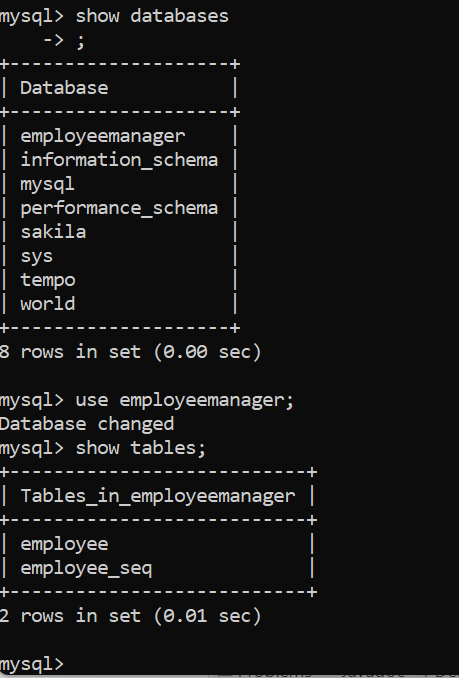 mysql> show databases
    -> ;
+--------------------+
| Database           |
+--------------------+
| employeemanager    |
| information_schema |
| mysql              |
| performance_schema |
| sakila             |
| sys                |
| tempo              |
| world              |
+--------------------+
8 rows in set (0.00 sec)

mysql> use employeemanager;
Database changed
mysql> show tables;
+---------------------------+
| Tables_in_employeemanager |
+---------------------------+
| employee                  |
| employee_seq              |
+---------------------------+
2 rows in set (0.01 sec)

mysql>